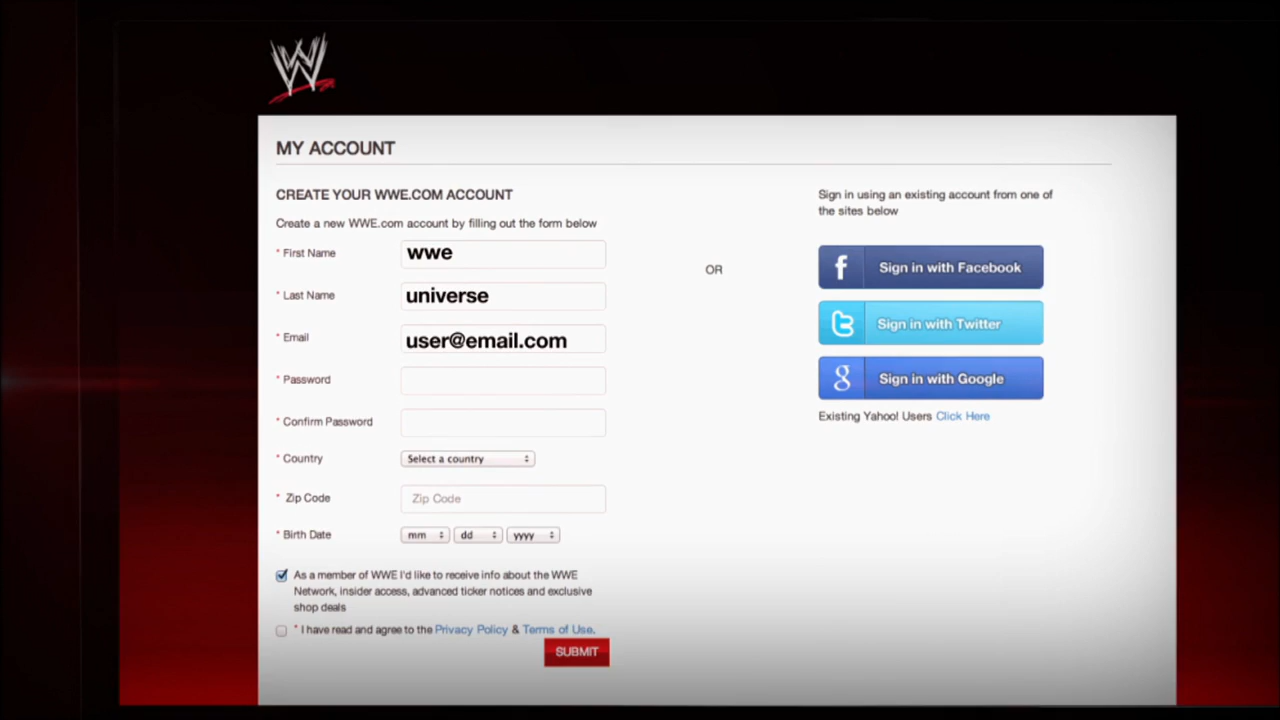 W
MY ACCOUNT
CREATE YOUR WWE.COM ACCOUNT
Create a new WWE.com account by filling out the form below
* First Name
wwe
* Last Name
universe
* Email
user@email.com
* Password
* Confirm Password
* Country
Select a country
* Zip Code
Zip Code
* Birth Date
mm
dd
yyyy
As a member of WWE I'd like to receive info about the WWE
Network, insider access, advanced ticker notices and exclusive
shop deals
* I have read and agree to the Privacy Policy & Terms of Use.
SUBMIT
OR
Sign in using an existing account from one of
the sites below
f Sign in with Facebook
t Sign in with Twitter
g Sign in with Google
Existing Yahoo! Users Click Here